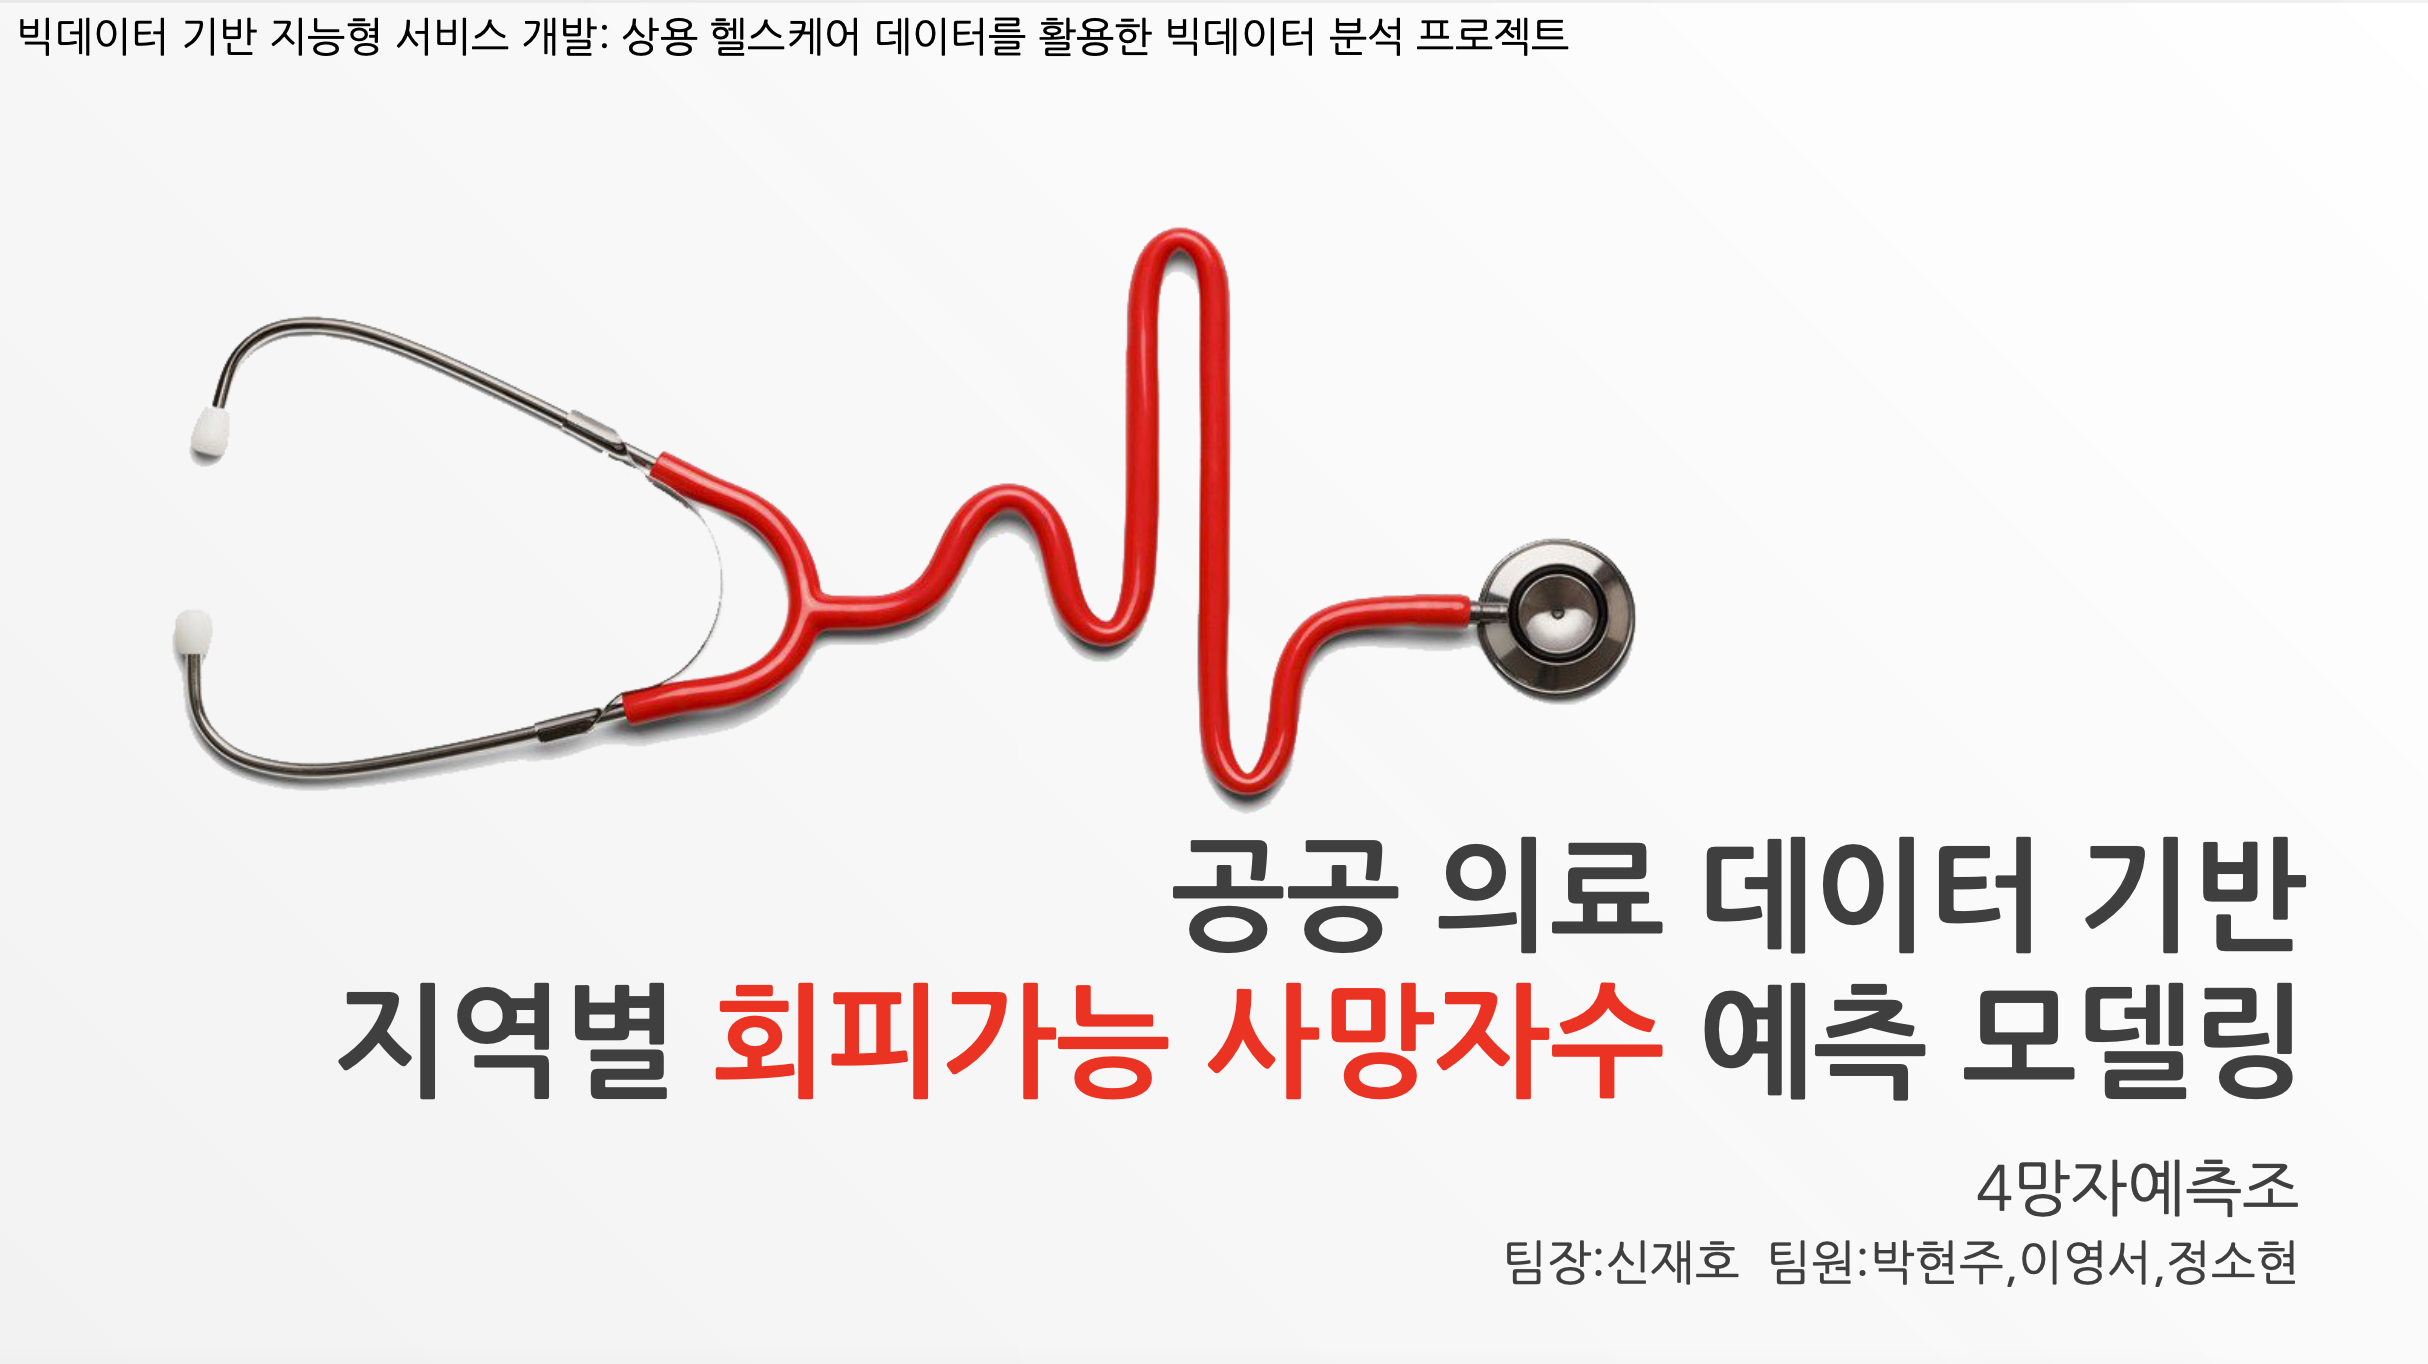 빅데이터 기반 지능형 서비스 개발: 상용 헬스케어 데이터를 활용한 빅데이터 분석 프로젝트
공공 의료 데이터 기반
지역별 회피가능 사망자수 예측 모델링
4망자예측조
팀장:신재호 팀원:박현주,이영서,정소현